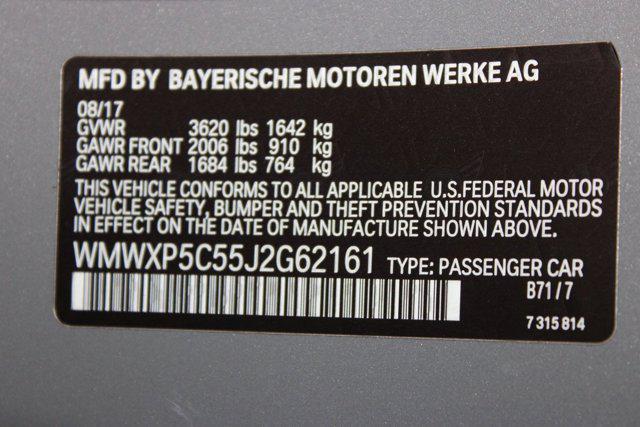 MFD BY BAYERISCHE MOTOREN WERKE AG
08/17
GVWR 3620 lbs 1642 kg
GAWR FRONT 2006 lbs 910 kg
GAWR REAR 1684 lbs 764 kg
THIS VEHICLE CONFORMS TO ALL APPLICABLE U.S.FEDERAL MOTOR
VEHICLE SAFETY, BUMPER AND THEFT PREVENTION STANDARDS
IN EFFECT ON THE DATE OF MANUFACTURE SHOWN ABOVE.
WMWXP5C55J2G62161 TYPE: PASSENGER CAR
B71/7
7 315 814